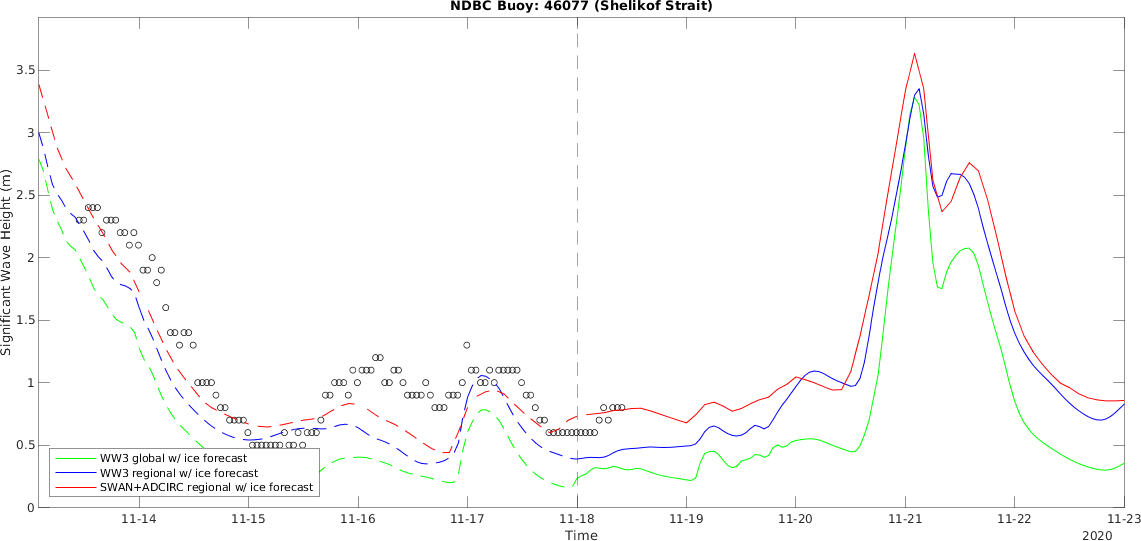 NDBC Buoy: 46077 (Shelikof Strait)
Significant Wave Height (m)
3.5
3
2.5
2
1.5
1
0.5
0
WW3 global w/ ice forecast
WW3 regional w/ ice forecast
SWAN+ADCIRC regional w/ ice forecast
11-14 11-15 11-16 11-17 11-18 11-19 11-20 11-21 11-22 11-23
Time
2020